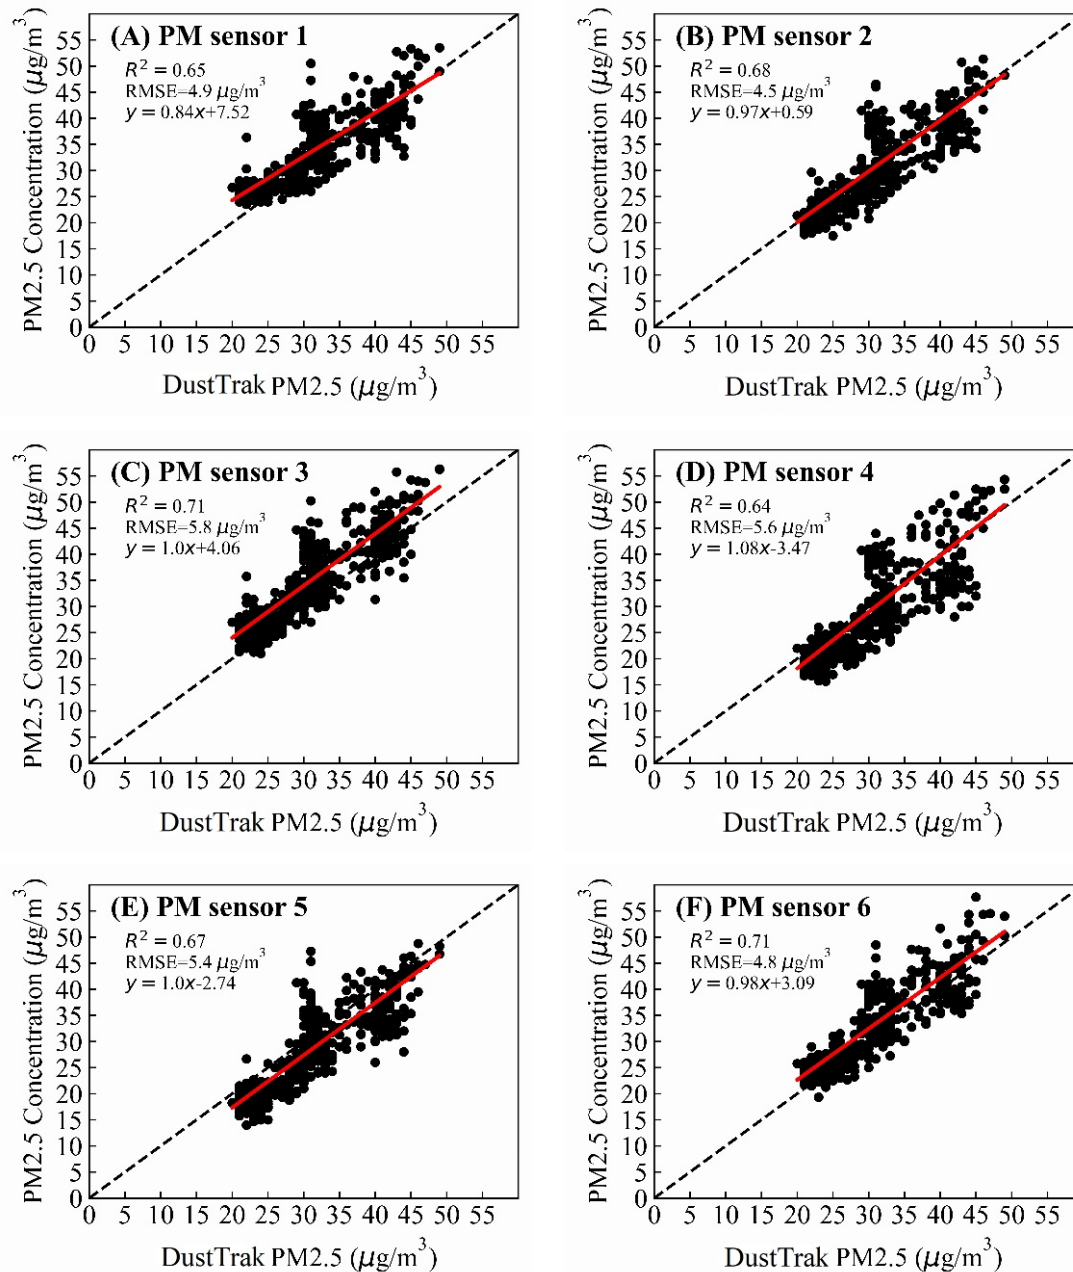 (A) PM sensor 1
R² = 0.65
RMSE=4.9 μg/m³
y = 0.84x+7.52
PM2.5 Concentration (μg/m³)
55
50
45
40
35
30
25
20
15
10
5
0
0 5 10 15 20 25 30 35 40 45 50 55
DustTrak PM2.5 (μg/m³)
(B) PM sensor 2
R² = 0.68
RMSE=4.5 μg/m³
y = 0.97x+0.59
PM2.5 Concentration (μg/m³)
55
50
45
40
35
30
25
20
15
10
5
0
0 5 10 15 20 25 30 35 40 45 50 55
DustTrak PM2.5 (μg/m³)
(C) PM sensor 3
R² = 0.71
RMSE=5.8 μg/m³
y = 1.0x+4.06
PM2.5 Concentration (μg/m³)
55
50
45
40
35
30
25
20
15
10
5
0
0 5 10 15 20 25 30 35 40 45 50 55
DustTrak PM2.5 (μg/m³)
(D) PM sensor 4
R² = 0.64
RMSE=5.6 μg/m³
y = 1.08x-3.47
PM2.5 Concentration (μg/m³)
55
50
45
40
35
30
25
20
15
10
5
0
0 5 10 15 20 25 30 35 40 45 50 55
DustTrak PM2.5 (μg/m³)
(E) PM sensor 5
R² = 0.67
RMSE=5.4 μg/m³
y = 1.0x-2.74
PM2.5 Concentration (μg/m³)
55
50
45
40
35
30
25
20
15
10
5
0
0 5 10 15 20 25 30 35 40 45 50 55
DustTrak PM2.5 (μg/m³)
(F) PM sensor 6
R² = 0.71
RMSE=4.8 μg/m³
y = 0.98x+3.09
PM2.5 Concentration (μg/m³)
55
50
45
40
35
30
25
20
15
10
5
0
0 5 10 15 20 25 30 35 40 45 50 55
DustTrak PM2.5 (μg/m³)